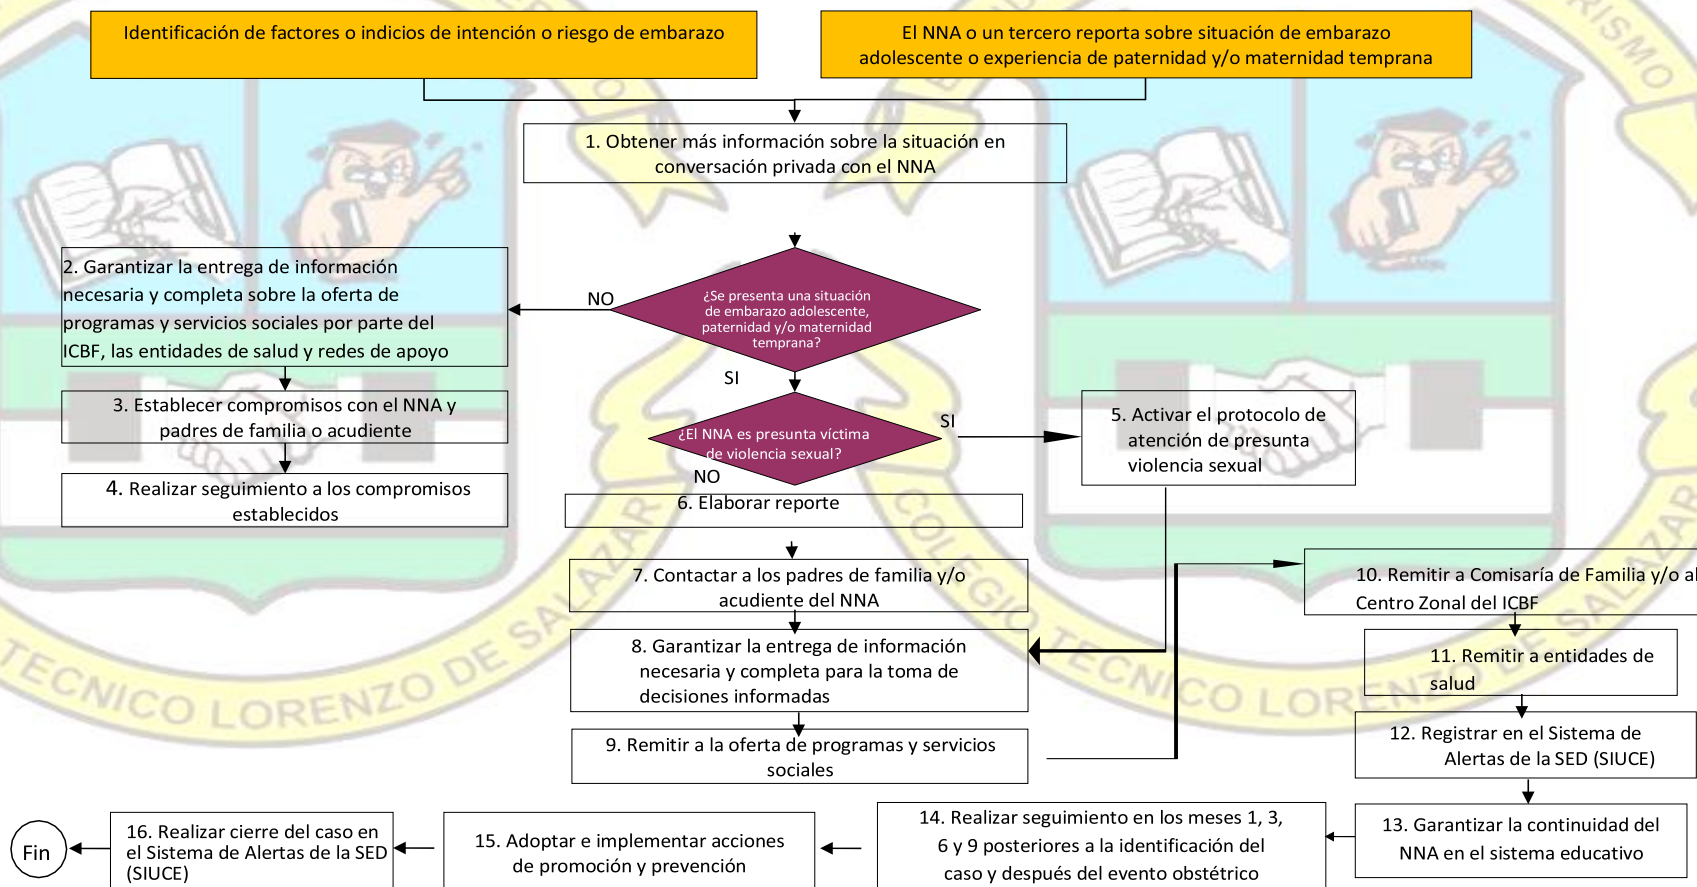 Identificación de factores o indicios de intención o riesgo de embarazo
El NNA o un tercero reporta sobre situación de embarazo
adolescente o experiencia de paternidad y/o maternidad temprana
1. Obtener más información sobre la situación en
conversación privada con el NNA
¿Se presenta una situación
de embarazo adolescente,
paternidad y/o maternidad
temprana?
NO
SI
2. Garantizar la entrega de información
necesaria y completa sobre la oferta de
programas y servicios sociales por parte del
ICBF, las entidades de salud y redes de apoyo
3. Establecer compromisos con el NNA y
padres de familia o acudiente
4. Realizar seguimiento a los compromisos
establecidos
¿El NNA es presunta víctima
de violencia sexual?
SI
NO
5. Activar el protocolo de
atención de presunta
violencia sexual
6. Elaborar reporte
7. Contactar a los padres de familia y/o
acudiente del NNA
8. Garantizar la entrega de información
necesaria y completa para la toma de
decisiones informadas
9. Remitir a la oferta de programas y servicios
sociales
10. Remitir a Comisaría de Familia y/o al
Centro Zonal del ICBF
11. Remitir a entidades de
salud
12. Registrar en el Sistema de
Alertas de la SED (SIUCE)
13. Garantizar la continuidad del
NNA en el sistema educativo
14. Realizar seguimiento en los meses 1, 3,
6 y 9 posteriores a la identificación del
caso y después del evento obstétrico
15. Adoptar e implementar acciones
de promoción y prevención
16. Realizar cierre del caso en
el Sistema de Alertas de la SED
(SIUCE)
Fin
TECNICO LORENZO DE SALAZAR
COLEGIO TECNICO LORENZO DE SALAZAR